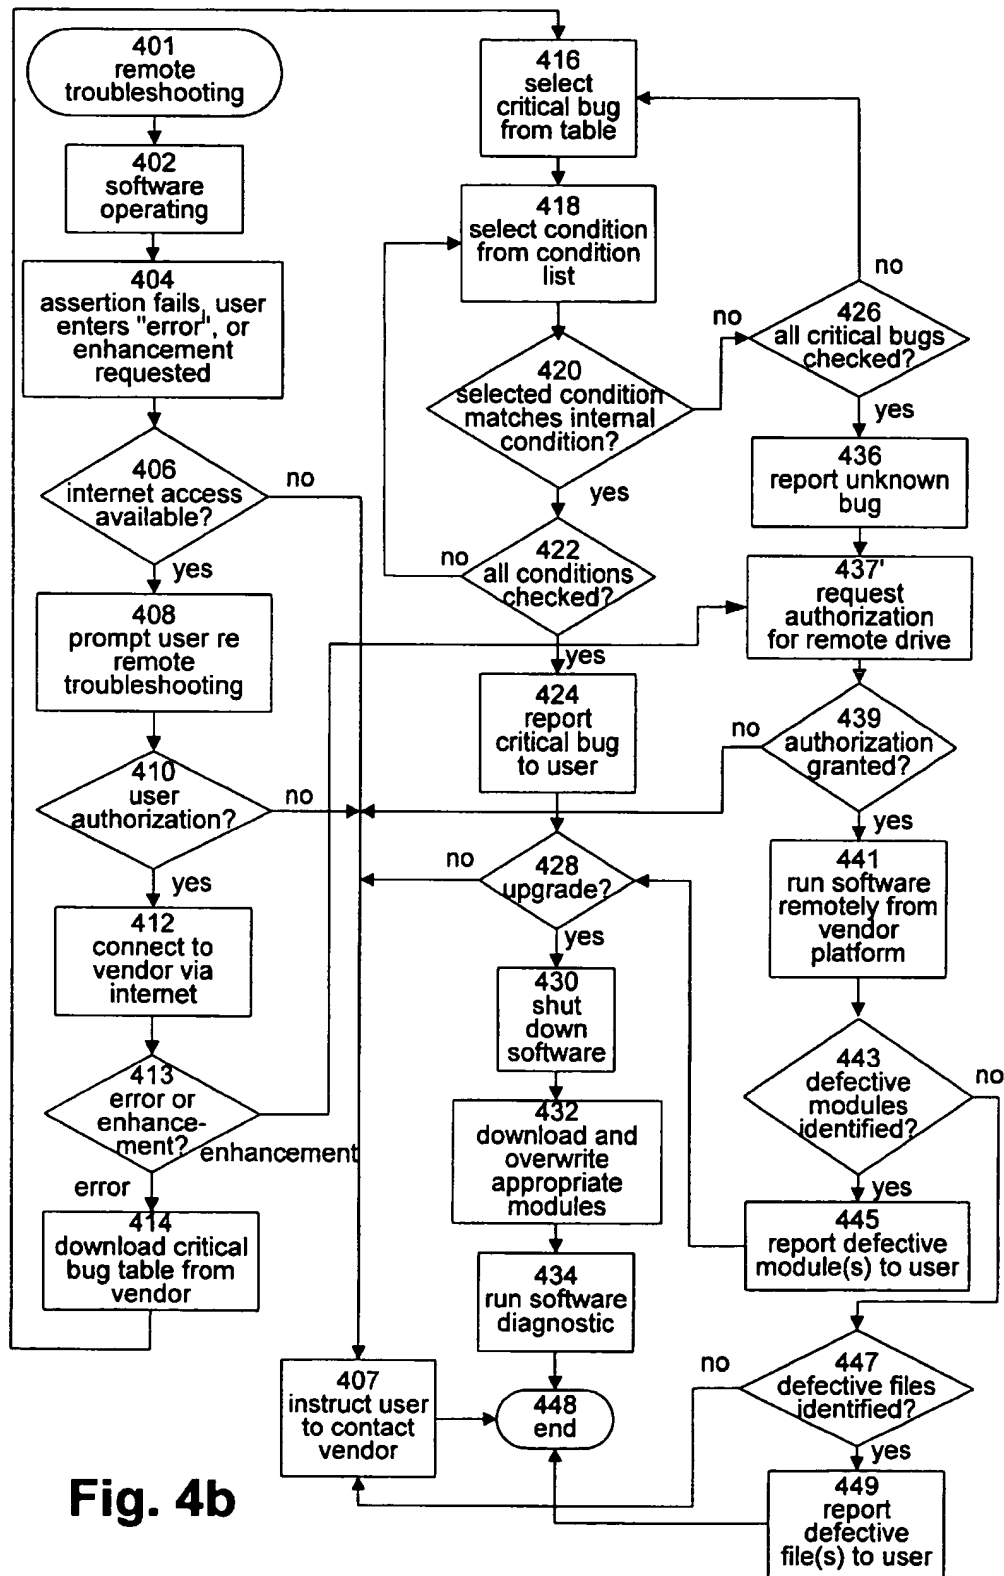 401
remote
troubleshooting
402
software
operating
404
assertion fails, user
enters "error", or
enhancement
requested
406
internet access
available?
no
yes
408
prompt user re
remote
troubleshooting
410
user
authorization?
no
yes
412
connect to
vendor via
internet
413
error or
enhance-
ment?
enhancement
error
414
download critical
bug table from
vendor
416
select
critical bug
from table
418
select condition
from condition
list
420
selected condition
matches internal
condition?
no
yes
422
all conditions
checked?
no
yes
424
report
critical bug
to user
428
upgrade?
no
yes
430
shut
down
software
432
download and
overwrite
appropriate
modules
434
run software
diagnostic
407
instruct user
to contact
vendor
448
end
426
all critical bugs
checked?
no
yes
436
report unknown
bug
437'
request
authorization
for remote drive
439
authorization
granted?
no
yes
441
run software
remotely from
vendor
platform
443
defective
modules
identified?
no
yes
445
report defective
module(s) to user
447
defective files
identified?
no
yes
449
report
defective
file(s) to user
Fig. 4b